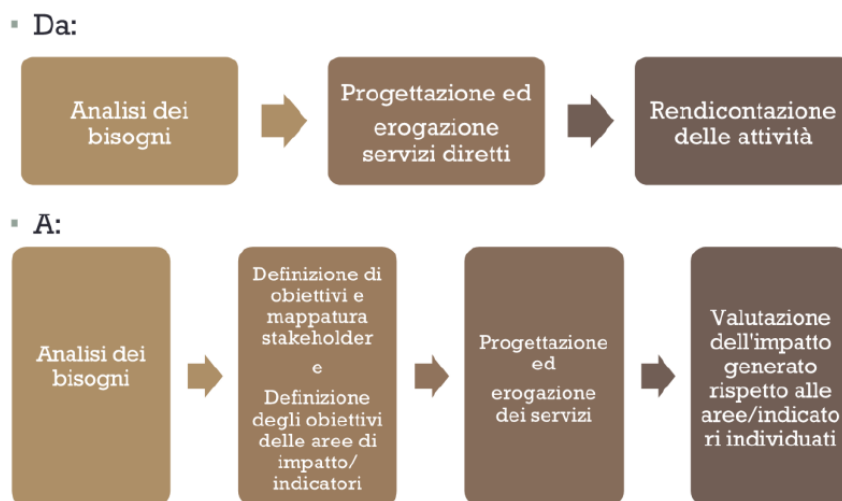 Da:
Analisi dei
bisogni
Progettazione ed
erogazione
servizi diretti
Rendicontazione
delle attività
A:
Analisi dei
bisogni
Definizione di
obiettivi e
mappatura
stakeholder
e
Definizione
degli obiettivi
delle aree di
impatto/
indicatori
Progettazione
ed
erogazione
dei servizi
Valutazione
dell'impatto
generato
rispetto alle
aree/indicato
ri individuati